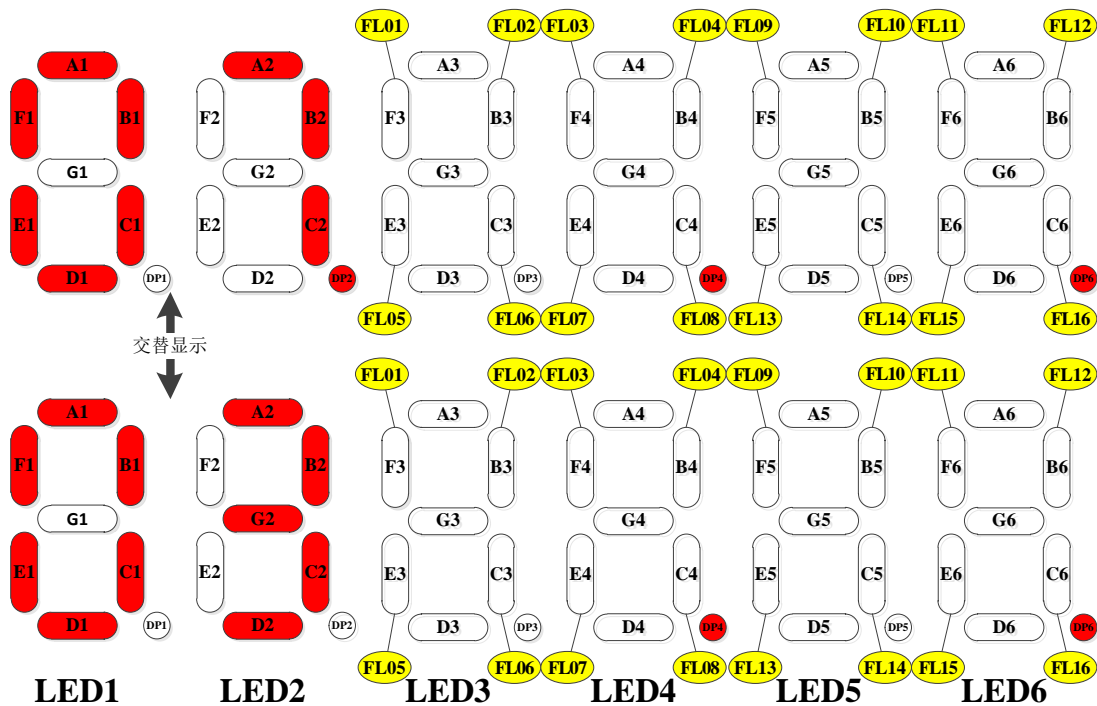 FL01 FL02 FL03 FL04 FL09 FL10 FL11 FL12
A1 A2 A3 A4 A5 A6
F1 B1 F2 B2 F3 B3 F4 B4 F5 B5 F6 B6
G1 G2 G3 G4 G5 G6
E1 C1 E2 C2 E3 C3 E4 C4 E5 C5 E6 C6
D1 DP1 D2 DP2 D3 DP3 D4 DP4 D5 DP5 D6 DP6
FL05 FL06 FL07 FL08 FL13 FL14 FL15 FL16
交替显示
FL01 FL02 FL03 FL04 FL09 FL10 FL11 FL12
A1 A2 A3 A4 A5 A6
F1 B1 F2 B2 F3 B3 F4 B4 F5 B5 F6 B6
G1 G2 G3 G4 G5 G6
E1 C1 E2 C2 E3 C3 E4 C4 E5 C5 E6 C6
D1 DP1 D2 DP2 D3 DP3 D4 DP4 D5 DP5 D6 DP6
FL05 FL06 FL07 FL08 FL13 FL14 FL15 FL16
LED1 LED2 LED3 LED4 LED5 LED6